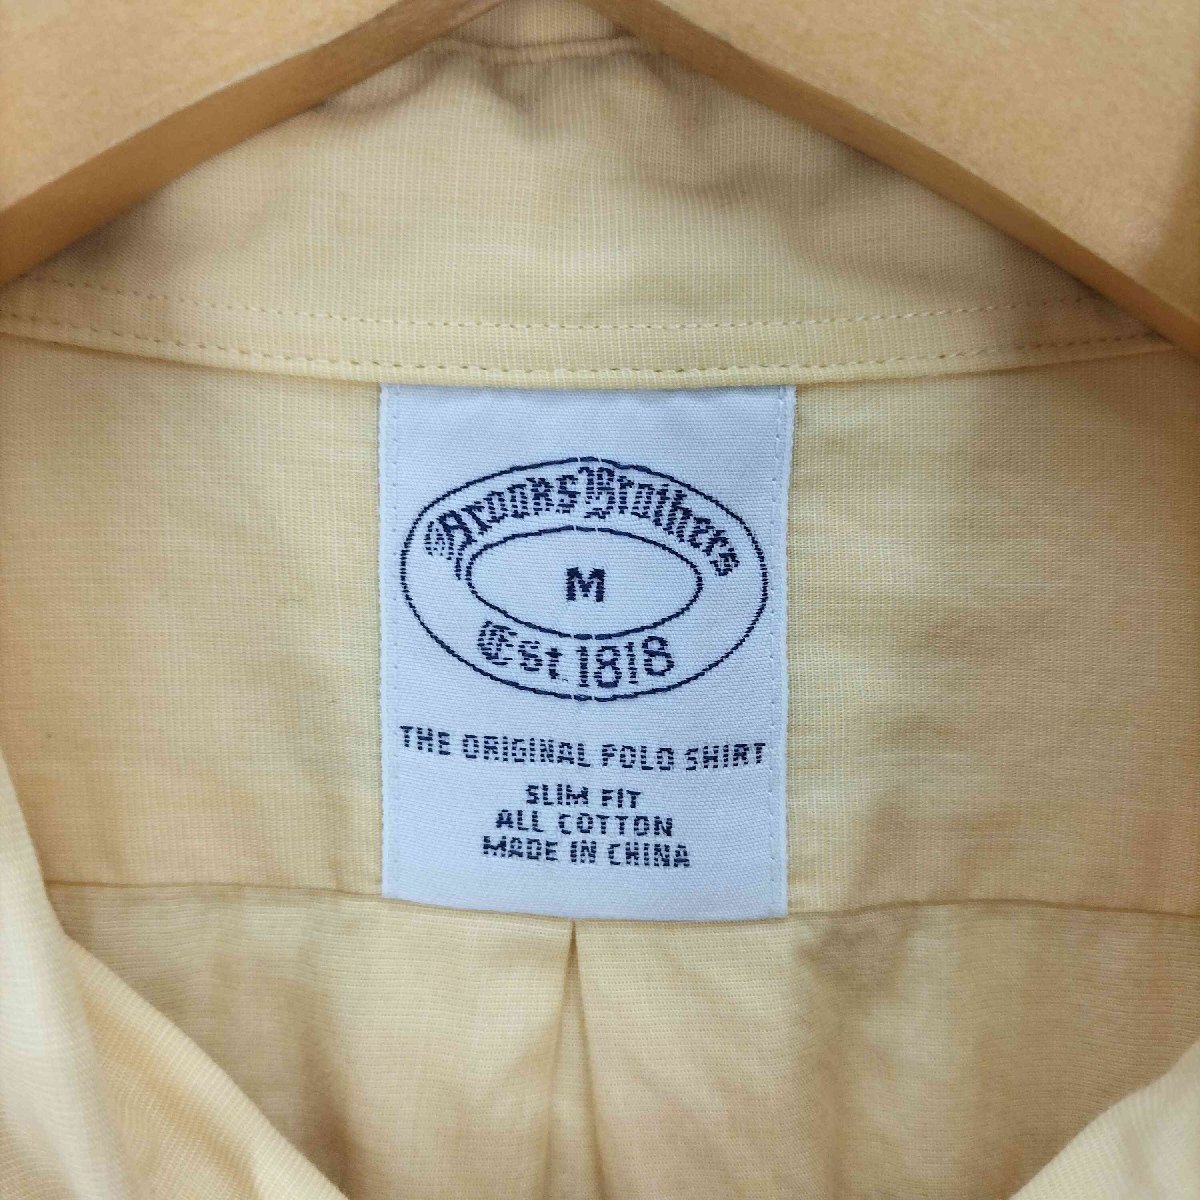 Brooks Brothers
M
Est. 1818
THE ORIGINAL POLO SHIRT
SLIM FIT
ALL COTTON
MADE IN CHINA